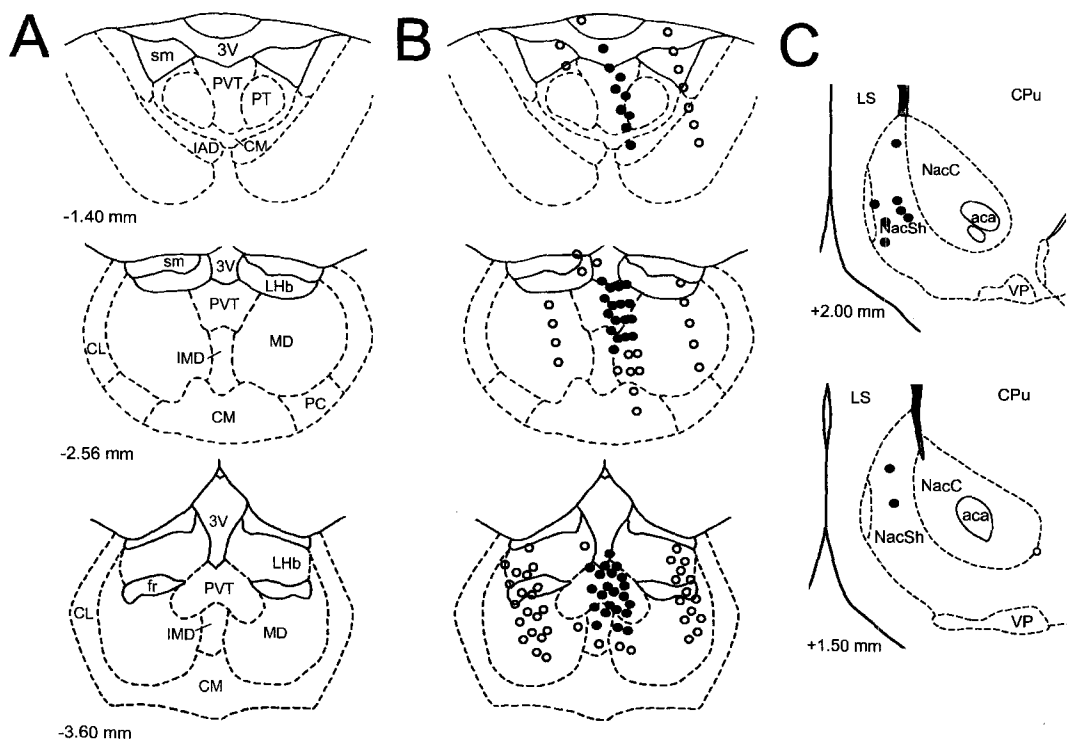 A
B
C
3V
sm
PVT
PT
IAD
CM
-1.40 mm
sm
3V
LHb
PVT
CL
IMD
MD
CM
PC
-2.56 mm
3V
LHb
fr
PVT
CL
IMD
MD
CM
-3.60 mm
LS
CPu
NacC
aca
NacSh
VP
+2.00 mm
LS
CPu
NacC
aca
NacSh
VP
+1.50 mm